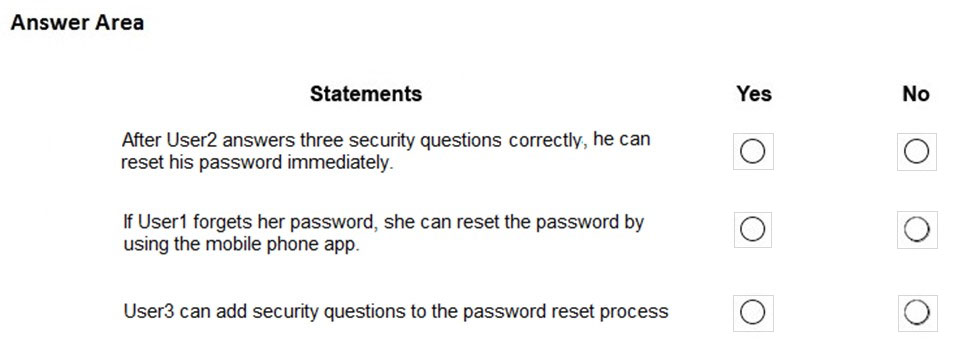 Answer Area
Statements Yes No
After User2 answers three security questions correctly, he can
reset his password immediately.
If User1 forgets her password, she can reset the password by
using the mobile phone app.
User3 can add security questions to the password reset process